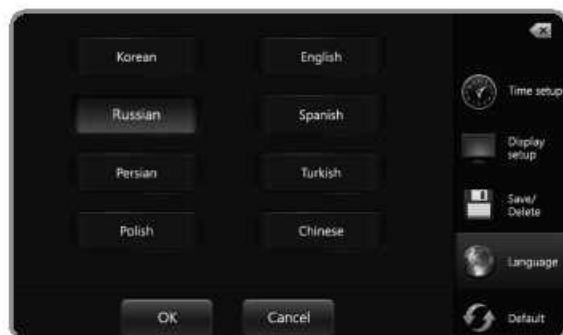 Korean
English
Russian
Spanish
Persian
Turkish
Polish
Chinese
OK
Cancel
Time setup
Display
setup
Save/
Delete
Language
Default